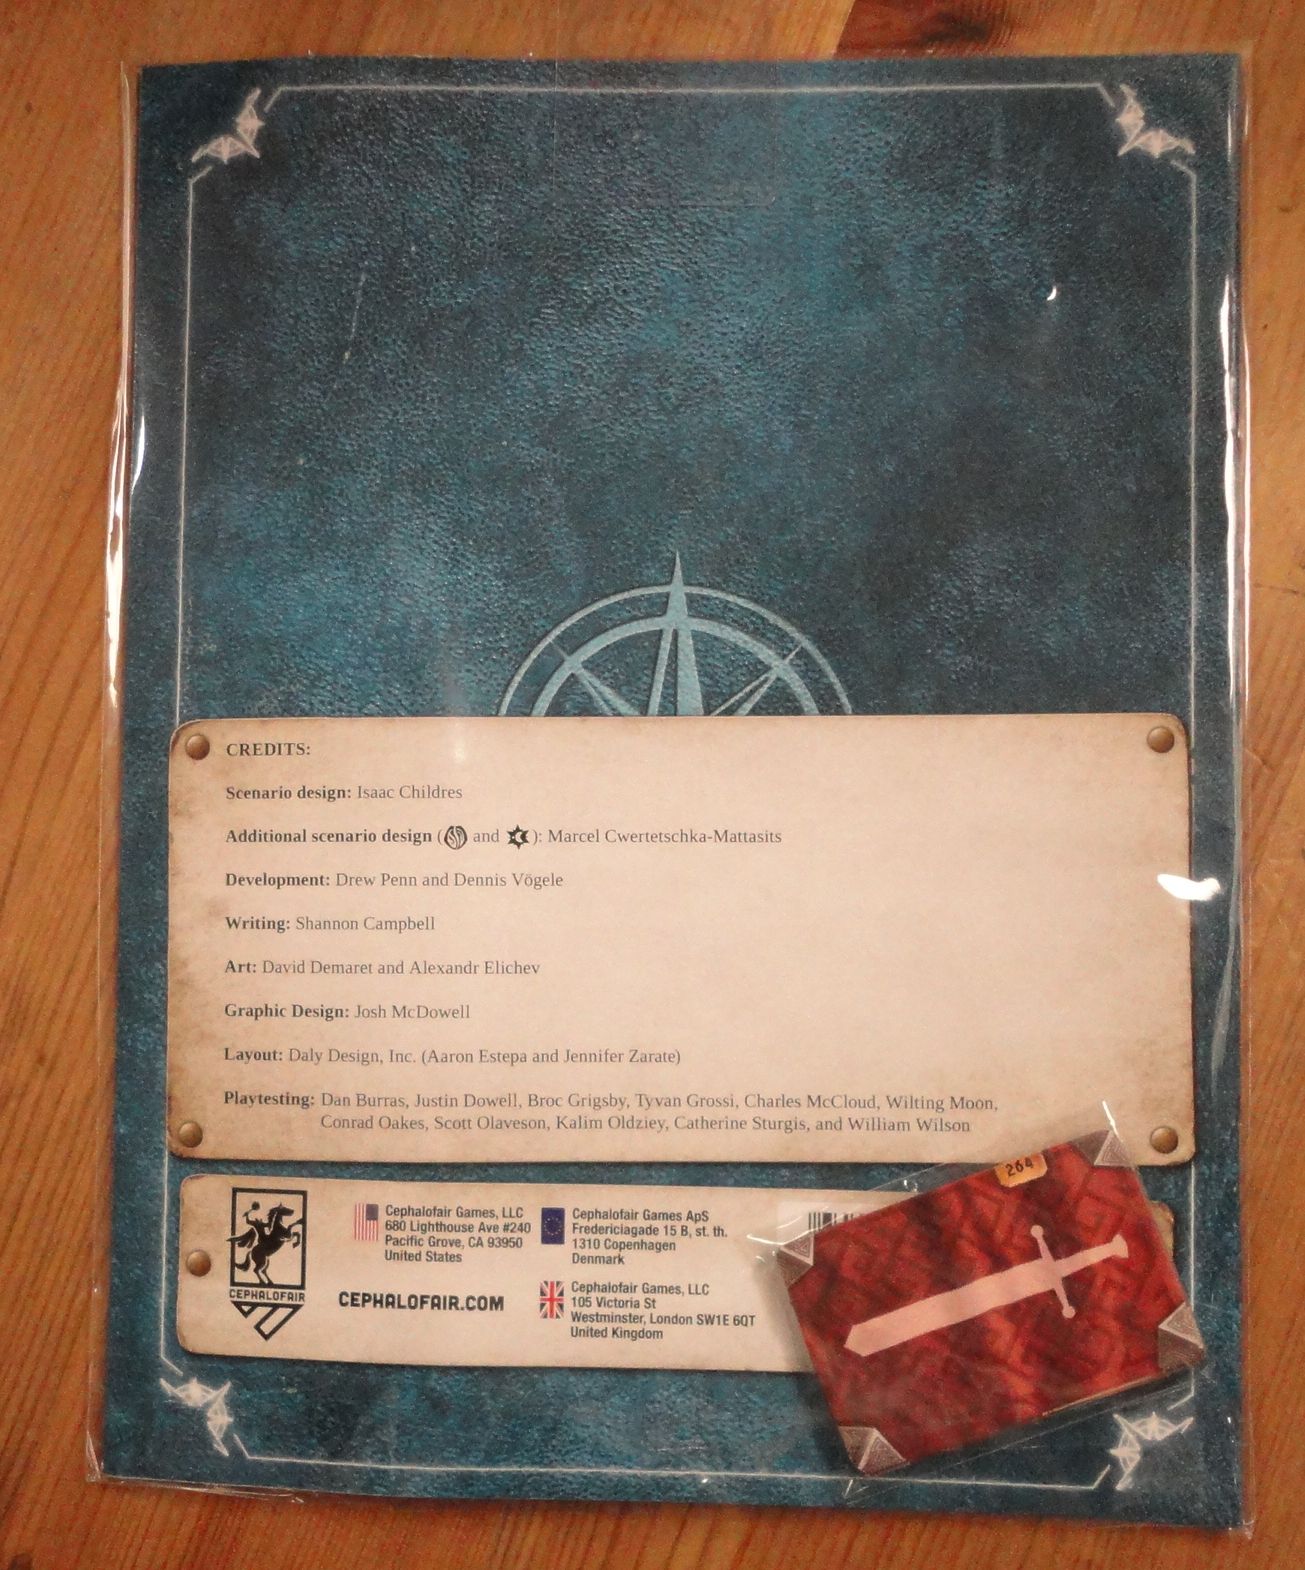 CREDITS:
Scenario design: Isaac Childres
Additional scenario design ( and ): Marcel Cwertetschka-Mattasits
Development: Drew Penn and Dennis Vögele
Writing: Shannon Campbell
Art: David Demaret and Alexandr Elichev
Graphic Design: Josh McDowell
Layout: Daly Design, Inc. (Aaron Estepa and Jennifer Zarate)
Playtesting: Dan Burras, Justin Dowell, Broc Grigsby, Tyvan Grossi, Charles McCloud, Wilting Moon,
Conrad Oakes, Scott Olaveson, Kalim Oldziey, Catherine Sturgis, and William Wilson
264
CEPHALOFAIR
Cephalofair Games, LLC
680 Lighthouse Ave #240
Pacific Grove, CA 93950
United States
CEPHALOFAIR.COM
Cephalofair Games ApS
Fredericiagade 15 B, st. th.
1310 Copenhagen
Denmark
Cephalofair Games, LLC
105 Victoria St
Westminster, London SW1E 6QT
United Kingdom